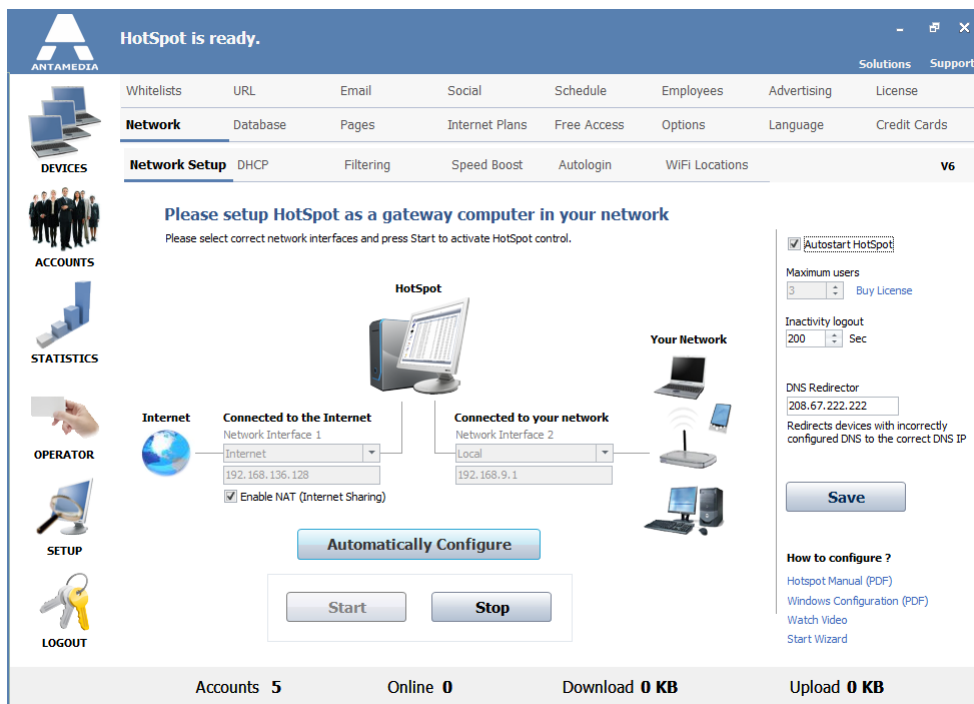 HotSpot is ready.
ANTAMEDIA
Solutions Support
Whitelists URL Email Social Schedule Employees Advertising License
Network Database Pages Internet Plans Free Access Options Language Credit Cards
Network Setup DHCP Filtering Speed Boost Autologin WiFi Locations V6
DEVICES
ACCOUNTS
STATISTICS
OPERATOR
SETUP
LOGOUT
Please setup HotSpot as a gateway computer in your network
Please select correct network interfaces and press Start to activate HotSpot control.
HotSpot
Your Network
Internet
Connected to the Internet
Network Interface 1
Internet
192.168.136.128
Enable NAT (Internet Sharing)
Connected to your network
Network Interface 2
Local
192.168.9.1
Automatically Configure
Start Stop
Autostart HotSpot
Maximum users
3 Buy License
Inactivity logout
200 Sec
DNS Redirector
208.67.222.222
Redirects devices with incorrectly
configured DNS to the correct DNS IP
Save
How to configure ?
Hotspot Manual (PDF)
Windows Configuration (PDF)
Watch Video
Start Wizard
Accounts 5 Online 0 Download 0 KB Upload 0 KB